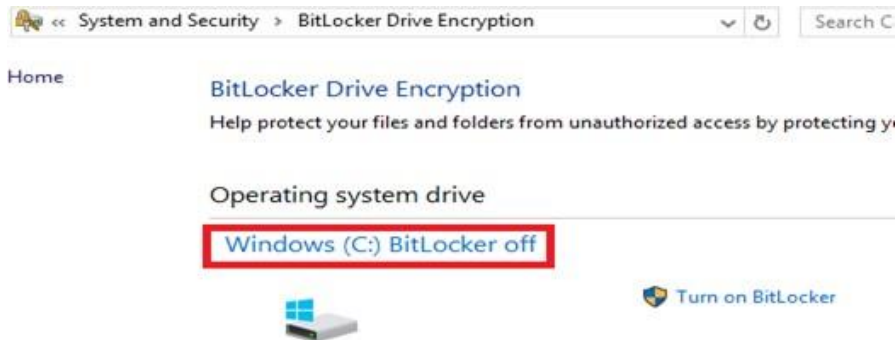 « System and Security > BitLocker Drive Encryption
Search C
Home
BitLocker Drive Encryption
Help protect your files and folders from unauthorized access by protecting y
Operating system drive
Windows (C:) BitLocker off
Turn on BitLocker